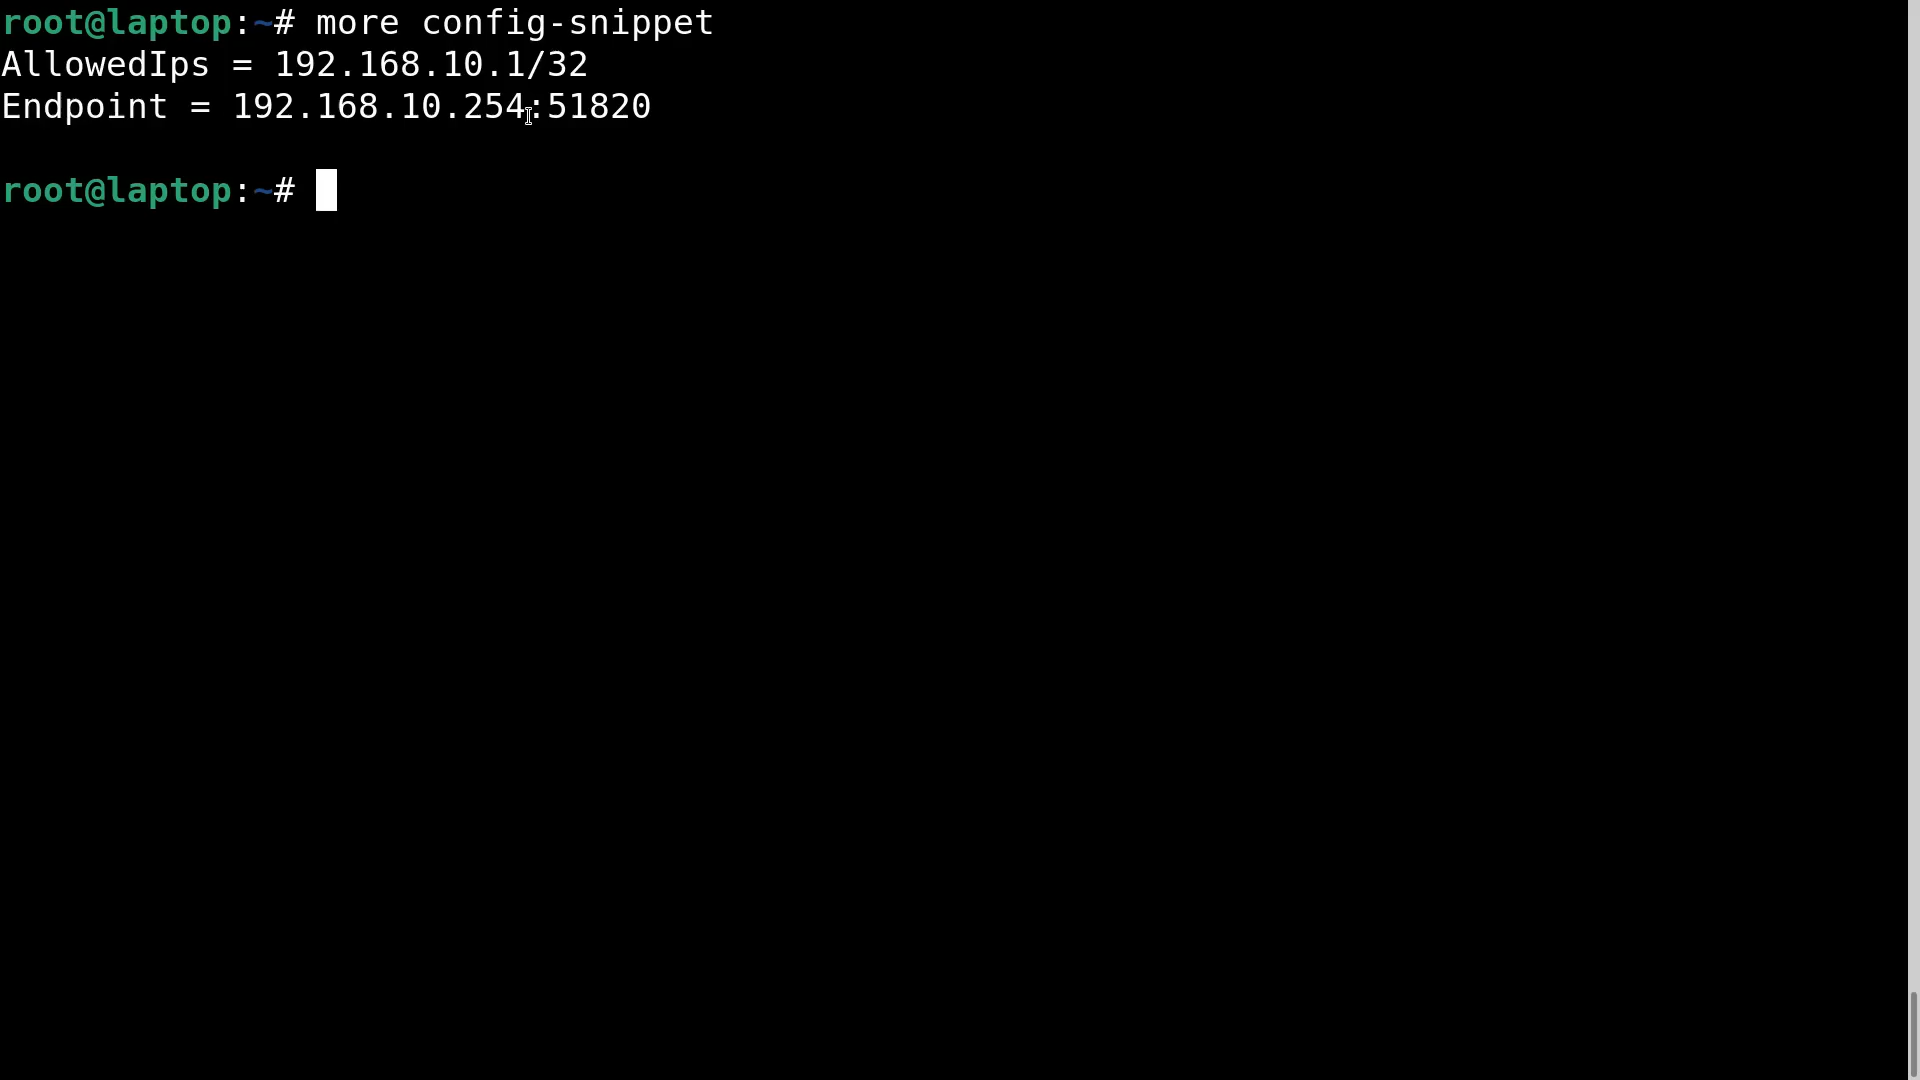 root@laptop:~# more config-snippet
AllowedIps = 192.168.10.1/32
Endpoint = 192.168.10.254:51820
root@laptop:~#